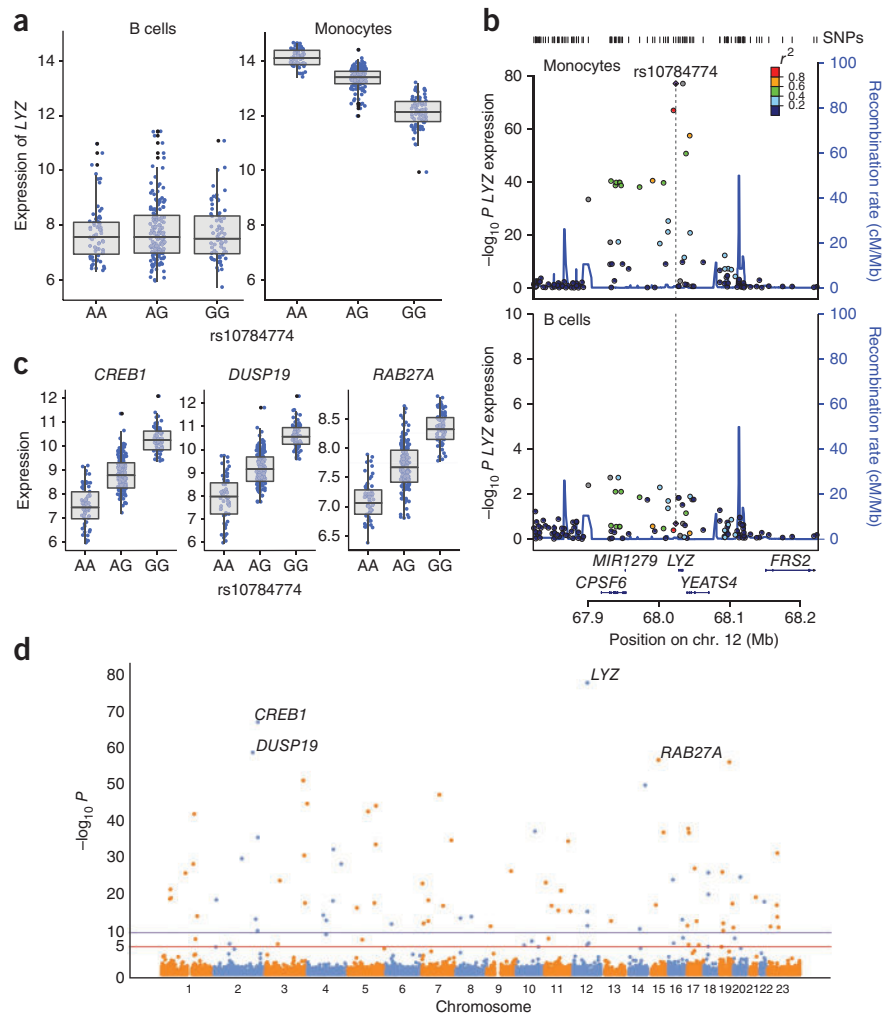 a
B cells
Monocytes
Expression of LYZ
14
12
10
8
6
14
12
10
8
6
AA AG GG AA AG GG
rs10784774
b
SNPs
Monocytes
rs10784774
r2
0.8
0.6
0.4
0.2
–log10 P LYZ expression
80
60
40
20
0
100
80
60
40
20
0
Recombination rate (cM/Mb)
B cells
–log10 P LYZ expression
10
8
6
4
2
0
100
80
60
40
20
0
Recombination rate (cM/Mb)
MIR1279 LYZ FRS2
CPSF6 YEATS4
67.9 68.0 68.1 68.2
Position on chr. 12 (Mb)
c
CREB1 DUSP19 RAB27A
Expression
12
11
10
9
8
7
6
12
11
10
9
8
7
6
8.5
8.0
7.5
7.0
6.5
AA AG GG AA AG GG AA AG GG
rs10784774
d
–log10 P
80
70
60
50
40
30
20
10
5
0
LYZ
CREB1
DUSP19
RAB27A
1 2 3 4 5 6 7 8 9 10 11 12 13 14 15 16 17 18 19 20 21 22 23
Chromosome